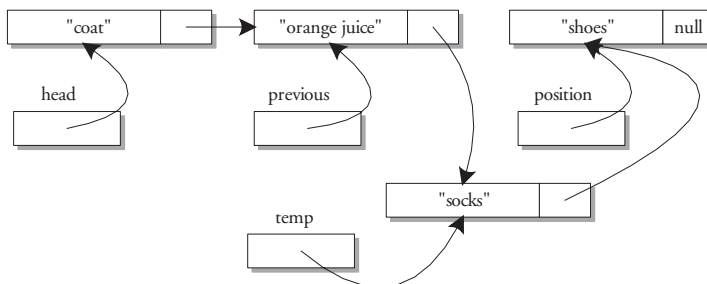 "coat"
"orange juice"
"shoes"
null
head
previous
position
"socks"
temp